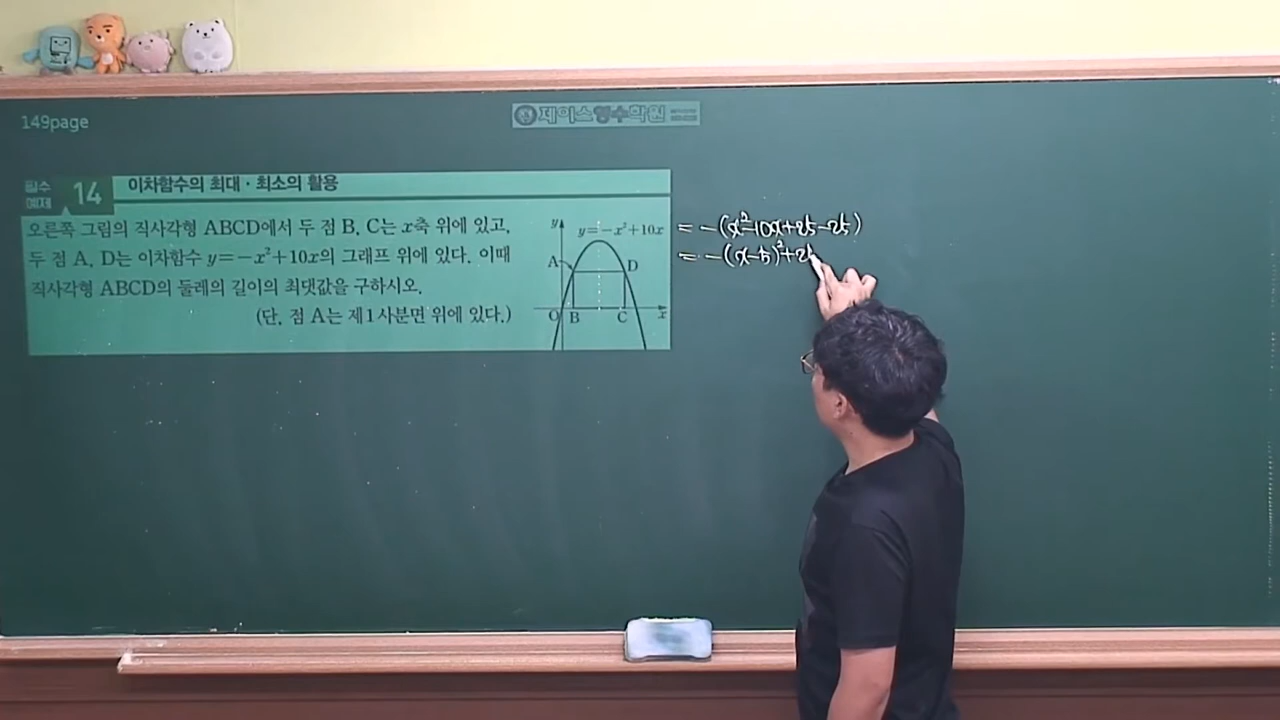 149page
제이스영수학원
필수
예제
14
이차함수의 최대·최소의 활용
오른쪽 그림의 직사각형 ABCD에서 두 점 B, C는 x축 위에 있고,
두 점 A, D는 이차함수 y=-x²+10x의 그래프 위에 있다. 이때
직사각형 ABCD의 둘레의 길이의 최댓값을 구하시오.
(단, 점 A는 제1사분면 위에 있다.)
y
y=-x²+10x
A
D
O
B
C
x
= -(x²-10x+25-25)
= -(x-5)²+25